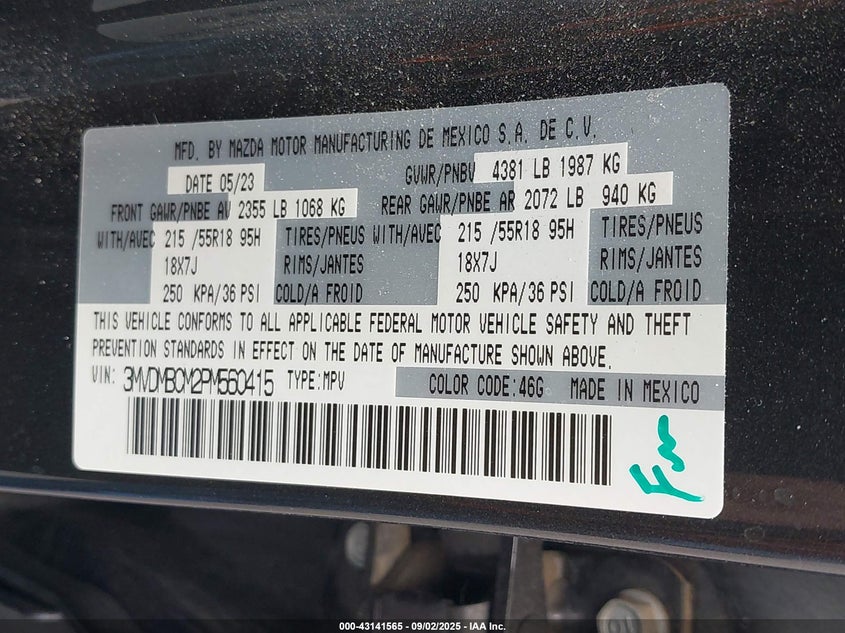 MFD. BY MAZDA MOTOR MANUFACTURING DE MEXICO S.A. DE C.V.
DATE 05/23 GVWR/PNBV 4381 LB 1987 KG
FRONT GAWR/PNBE AV 2355 LB 1068 KG REAR GAWR/PNBE AR 2072 LB 940 KG
WITH/AVEC 215 /55R18 95H TIRES/PNEUS WITH/AVEC 215 /55R18 95H TIRES/PNEUS
18X7J RIMS/JANTES 18X7J RIMS/JANTES
250 KPA/36 PSI COLD/A FROID 250 KPA/36 PSI COLD/A FROID
THIS VEHICLE CONFORMS TO ALL APPLICABLE FEDERAL MOTOR VEHICLE SAFETY AND THEFT
PREVENTION STANDARDS IN EFFECT ON THE DATE OF MANUFACTURE SHOWN ABOVE.
VIN: 3MVDMBCM2PM560415 TYPE:MPV COLOR CODE:46G MADE IN MEXICO
000-43141565 - 09/02/2025 - IAA Inc.